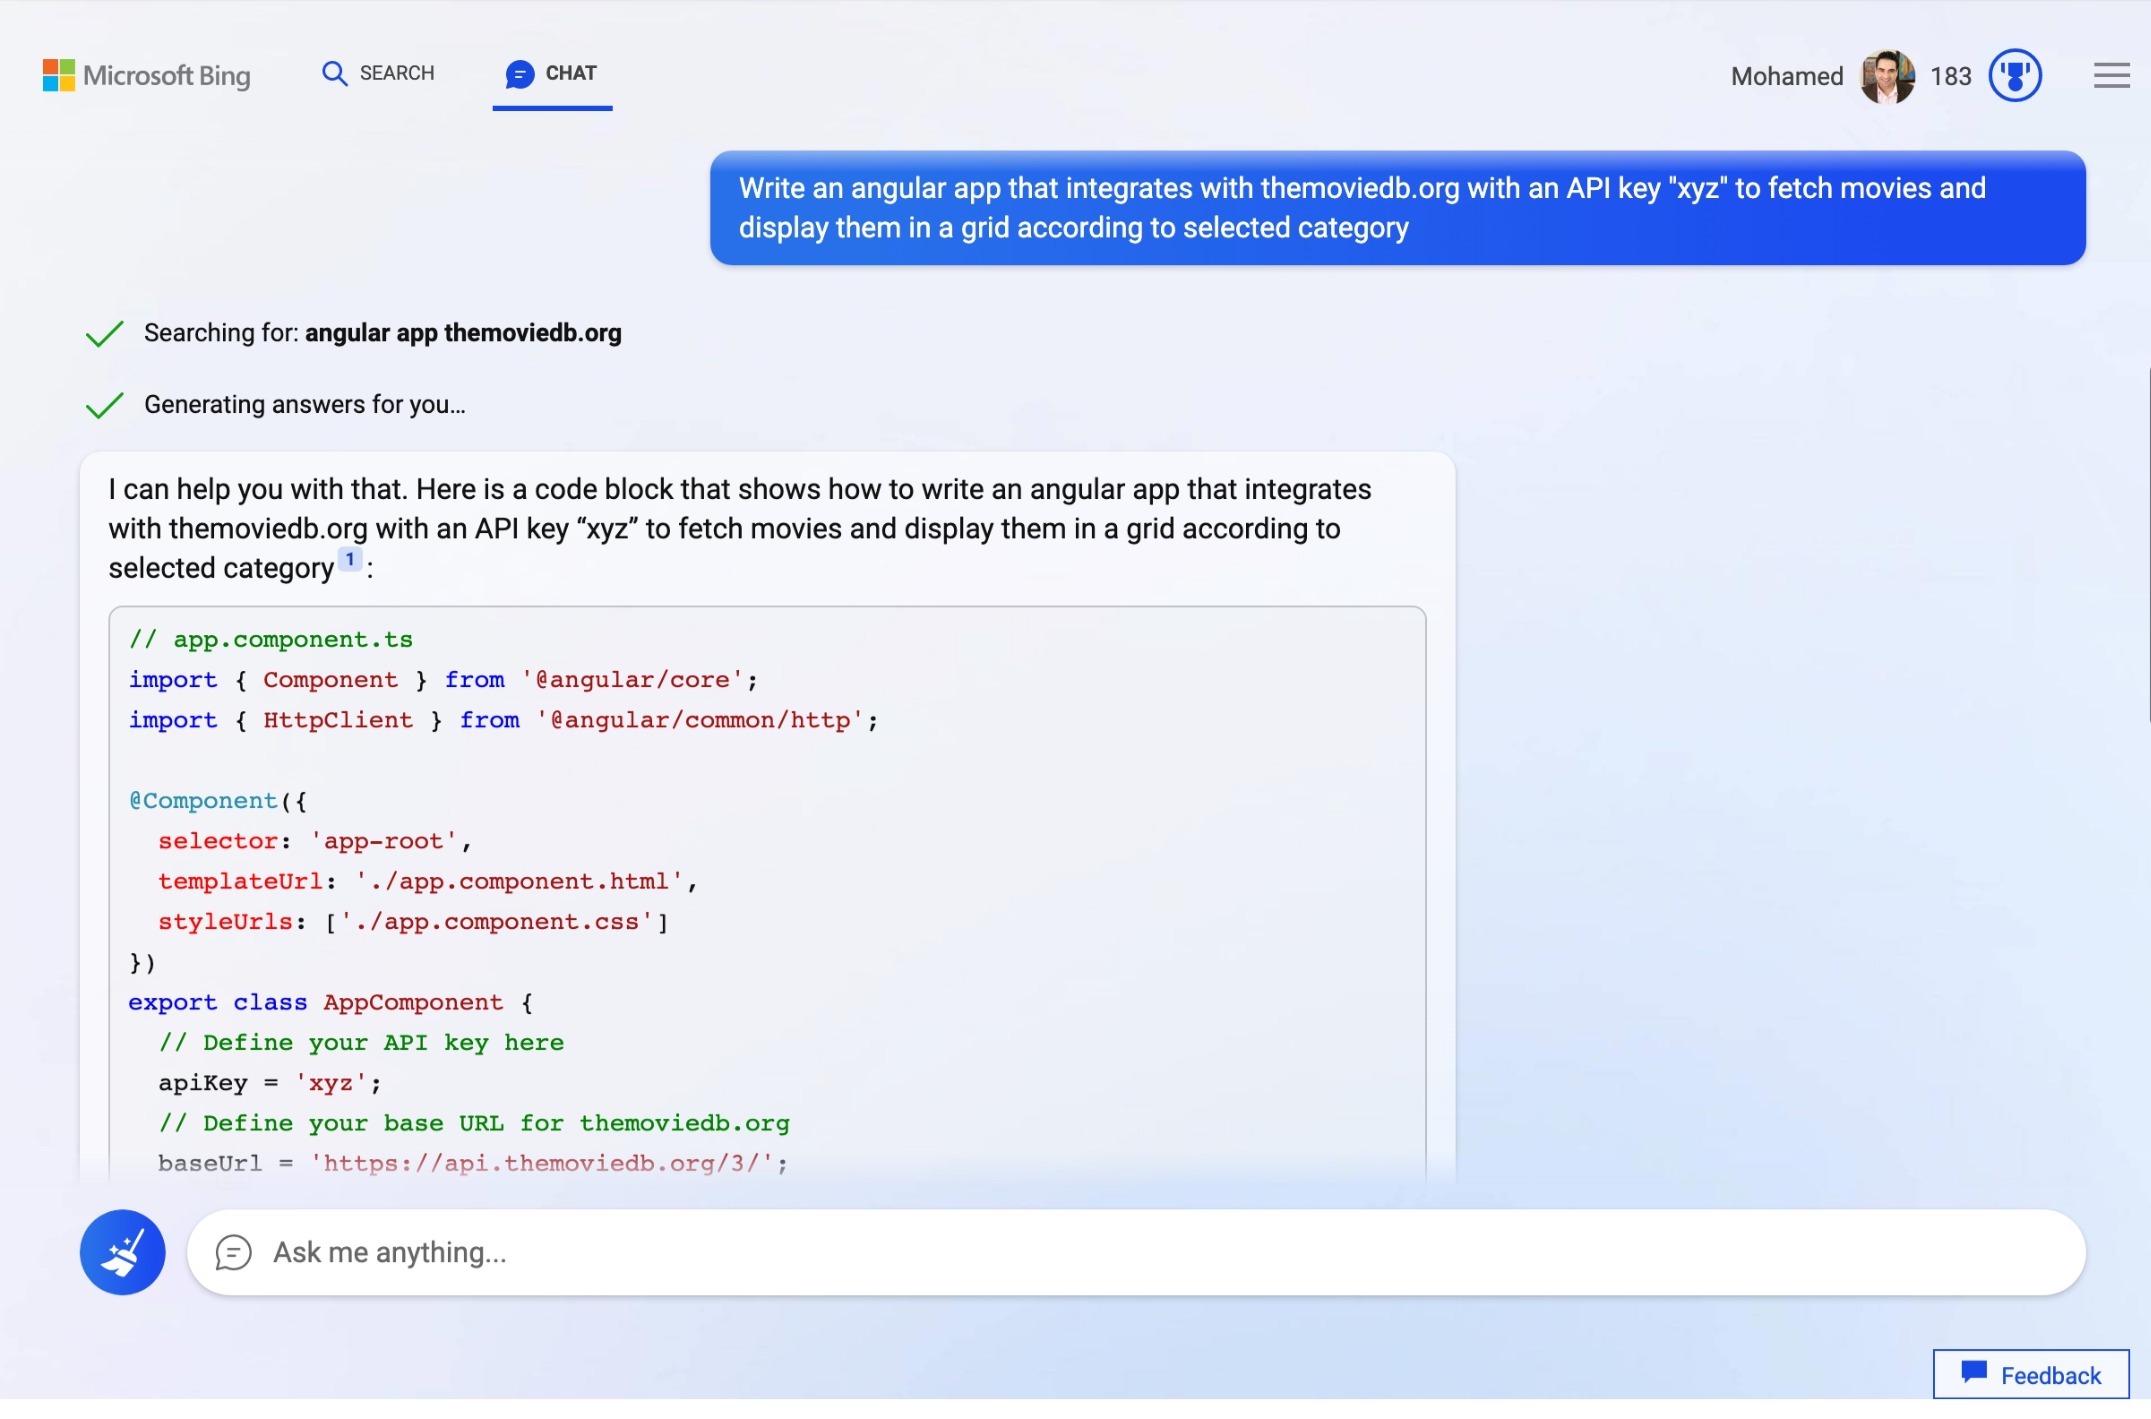 Microsoft Bing
SEARCH
CHAT
Mohamed
183
Write an angular app that integrates with themoviedb.org with an API key "xyz" to fetch movies and
display them in a grid according to selected category
Searching for: angular app themoviedb.org
Generating answers for you…
I can help you with that. Here is a code block that shows how to write an angular app that integrates
with themoviedb.org with an API key “xyz” to fetch movies and display them in a grid according to
selected category 1 :
// app.component.ts
import { Component } from '@angular/core';
import { HttpClient } from '@angular/common/http';
@Component({
  selector: 'app-root',
  templateUrl: './app.component.html',
  styleUrls: ['./app.component.css']
})
export class AppComponent {
  // Define your API key here
  apiKey = 'xyz';
  // Define your base URL for themoviedb.org
  baseUrl = 'https://api.themoviedb.org/3/';
Ask me anything...
Feedback